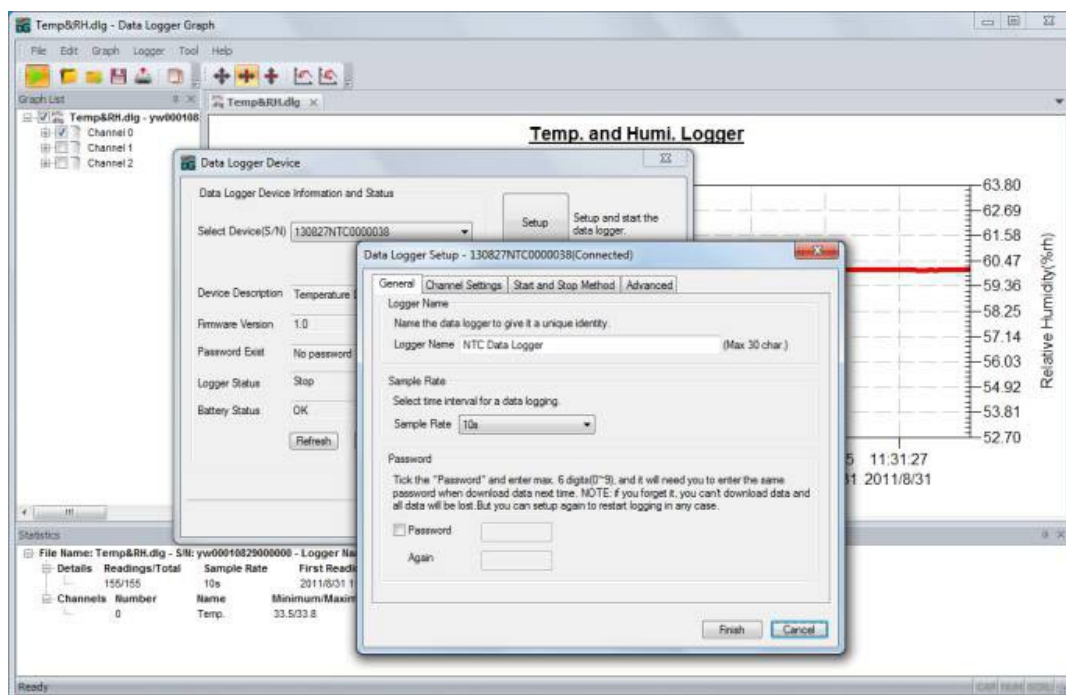 Temp&RH.dlg - Data Logger Graph
File Edit Graph Logger Tool Help
Graph List
Temp&RH.dlg
Temp&RH.dlg - yw000108
Channel 0
Channel 1
Channel 2
Temp. and Humi. Logger
63.80
62.69
61.58
60.47
59.36
58.25
57.14
56.03
54.92
53.81
52.70
Relative Humidity(%rh)
11:31:27
2011/8/31
Data Logger Device
Data Logger Device Information and Status
Select Device(S/N) 130827NTC0000038
Setup
Setup and start the
data logger.
Device Description Temperature
Firmware Version 1.0
Password Exist No password
Logger Status Stop
Battery Status OK
Refresh
Data Logger Setup - 130827NTC0000038(Connected)
General Channel Settings Start and Stop Method Advanced
Logger Name
Name the data logger to give it a unique identity.
Logger Name NTC Data Logger (Max 30 char.)
Sample Rate
Select time interval for a data logging.
Sample Rate 10s
Password
Tick the "Password" and enter max. 6 digits(0~9), and it will need you to enter the same
password when download data next time. NOTE: if you forget it, you can't download data and
all data will be lost.But you can setup again to restart logging in any case.
Password
Again
Finish Cancel
Statistics
File Name: Temp&RH.dlg - S/N: yw00010829000000 - Logger Na
Details Readings/Total Sample Rate First Readi
155/155 10s 2011/8/31 1
Channels Number Name Minimum/Maxim
0 Temp. 33.5/33.8
Ready
CAP NUM SCRL